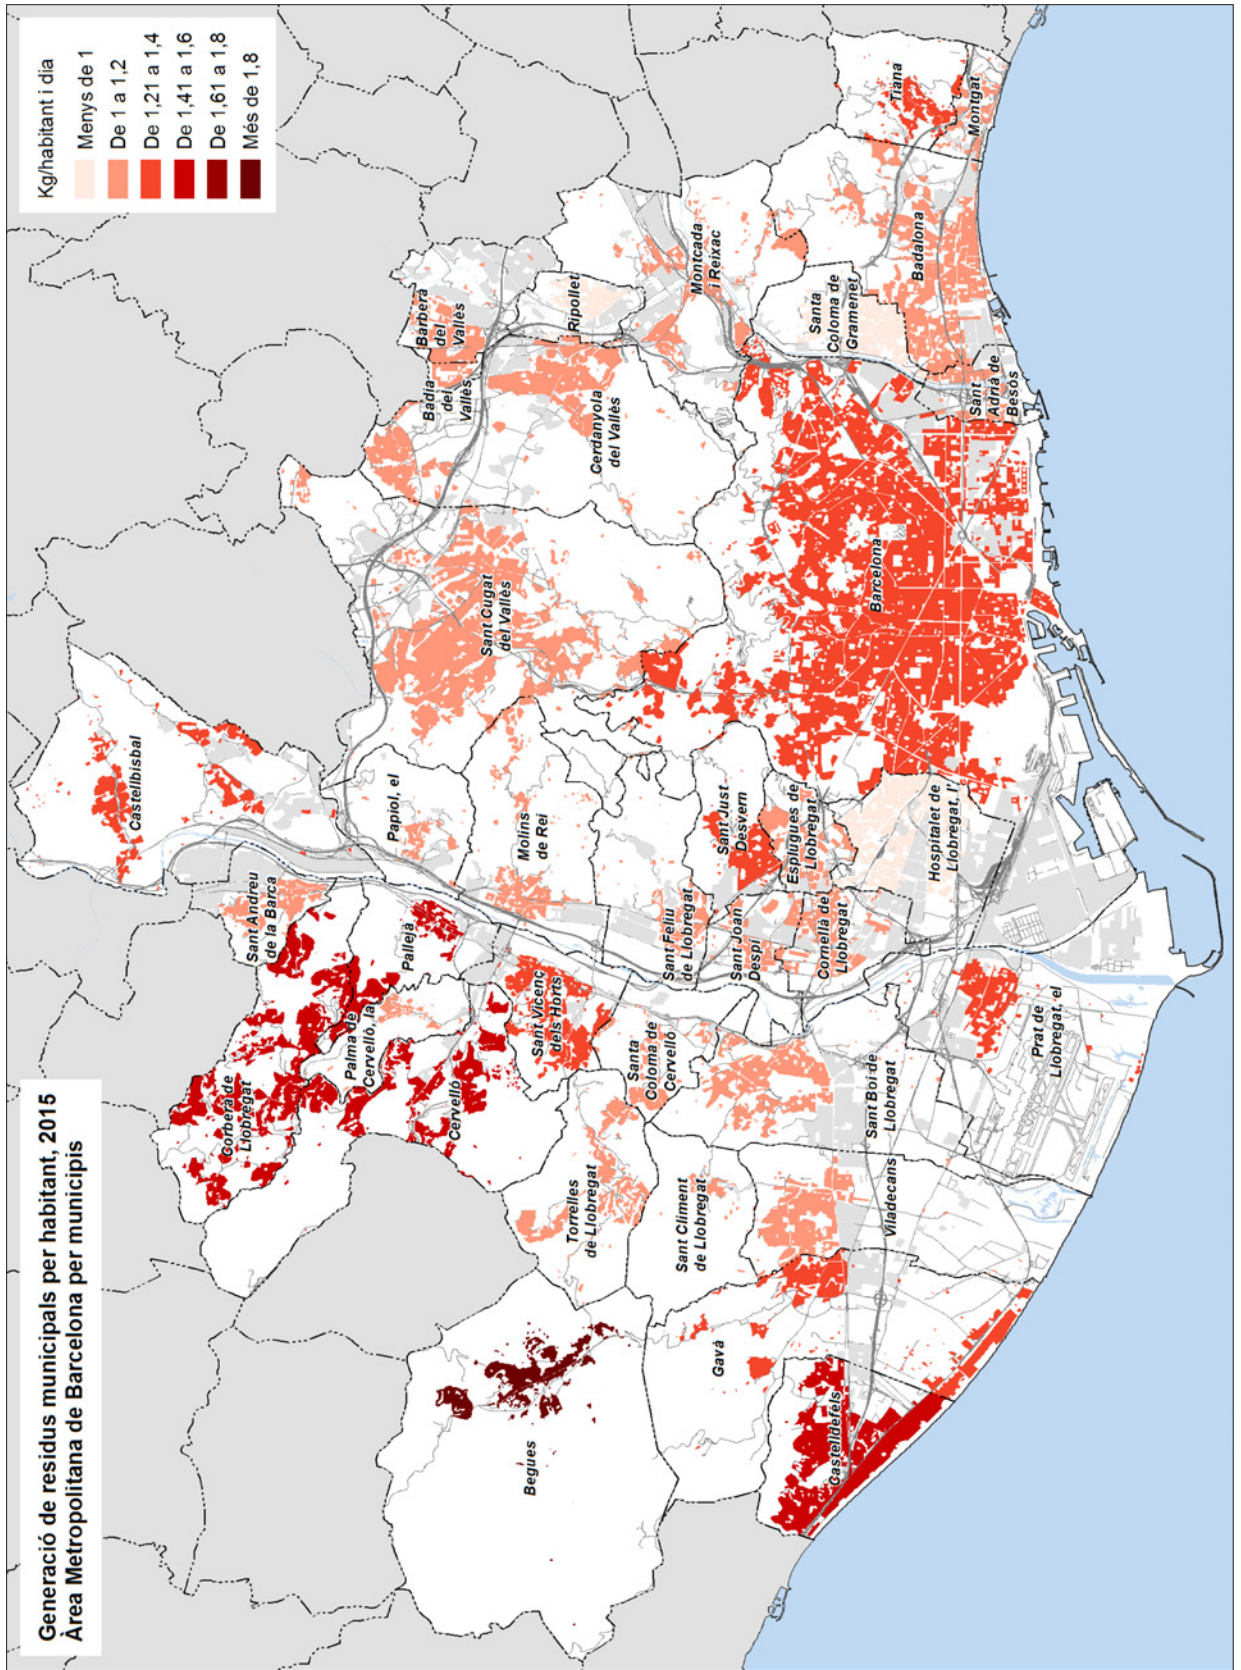 Generació de residus municipals per habitant, 2015
Àrea Metropolitana de Barcelona per municipis
Kg/habitant i dia
Menys de 1
De 1 a 1,2
De 1,21 a 1,4
De 1,41 a 1,6
De 1,61 a 1,8
Més de 1,8
Castellbisbal
Sant Andreu
de la Barca
Corbera de
Llobregat
Pallejà
Papiol, el
Palma de
Cervelló, la
Cervelló
Sant Vicenç
dels Horts
Molins
de Rei
Sant Cugat
del Vallès
Badia
del
Vallès
Barberà
del
Vallès
Ripollet
Cerdanyola
del Vallès
Montcada
i Reixac
Santa
Coloma de
Gramenet
Tiana
Montgat
Badalona
Sant
Adrià de
Besòs
Barcelona
Begues
Torrelles
de Llobregat
Santa
Coloma de
Cervelló
Sant Feliu
de Llobregat
Sant Just
Desvern
Sant Joan
Despí
Esplugues de
Llobregat
Cornellà de
Llobregat
Hospitalet de
Llobregat, l'
Sant Climent
de Llobregat
Gavà
Castelldefels
Viladecans
Sant Boi de
Llobregat
Prat de
Llobregat, el